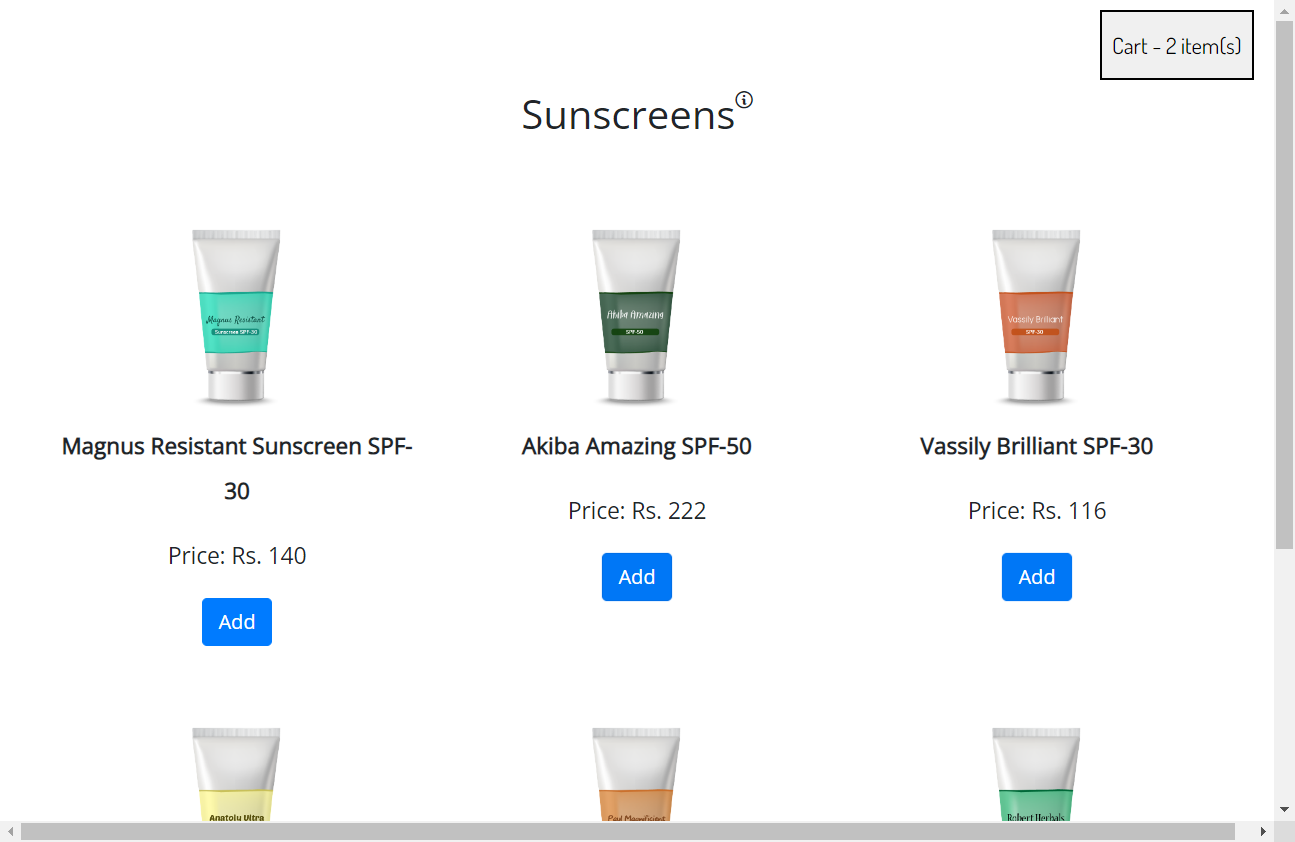 Cart - 2 item(s)
Sunscreens
Magnus Resistant
Sunscreen SPF-30
Akiba Amazing
SPF-50
Vassily Brilliant
SPF-30
Magnus Resistant Sunscreen SPF-
30
Price: Rs. 140
Add
Akiba Amazing SPF-50
Price: Rs. 222
Add
Vassily Brilliant SPF-30
Price: Rs. 116
Add
Anatoly Ultra
Paul Magnificient
Robert Herbals